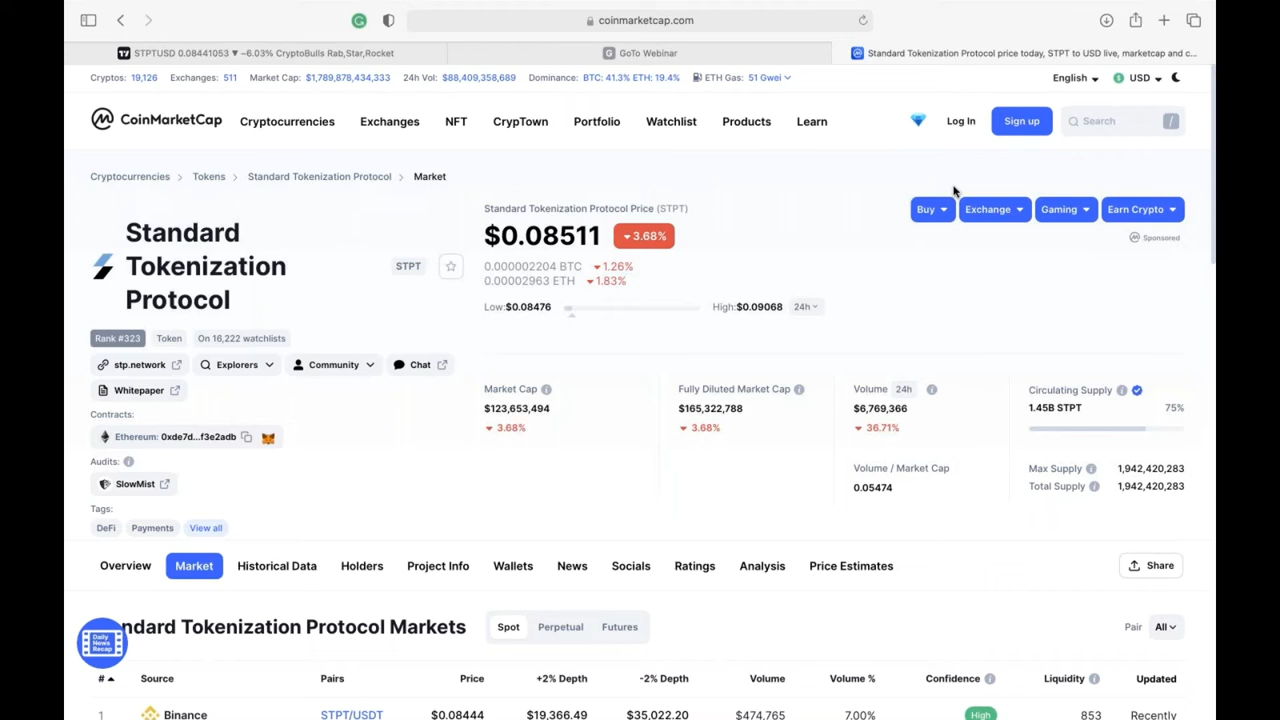 coinmarketcap.com
STPTUSD 0.08441053 ▼ −6.03% CryptoBulls Rab,Star,Rocket
GoTo Webinar
Standard Tokenization Protocol price today, STPT to USD live, marketcap and c...
Cryptos: 19,126 Exchanges: 511 Market Cap: $1,789,878,434,333 24h Vol: $88,409,358,689 Dominance: BTC: 41.3% ETH: 19.4% ETH Gas: 51 Gwei
English USD
CoinMarketCap Cryptocurrencies Exchanges NFT CrypTown Portfolio Watchlist Products Learn Log In Sign up Search /
Cryptocurrencies > Tokens > Standard Tokenization Protocol > Market
Standard
Tokenization
Protocol
STPT
Rank #323 Token On 16,222 watchlists
stp.network Explorers Community Chat
Whitepaper
Contracts:
Ethereum: 0xde7d...f3e2adb
Audits:
SlowMist
Tags:
DeFi Payments View all
Standard Tokenization Protocol Price (STPT)
$0.08511 ▼ 3.68%
0.000002204 BTC ▼ 1.26%
0.00002963 ETH ▼ 1.83%
Low: $0.08476 High: $0.09068 24h
Buy Exchange Gaming Earn Crypto
Sponsored
Market Cap
$123,653,494
▼ 3.68%
Fully Diluted Market Cap
$165,322,788
▼ 3.68%
Volume 24h
$6,769,366
▼ 36.71%
Volume / Market Cap
0.05474
Circulating Supply
1.45B STPT 75%
Max Supply 1,942,420,283
Total Supply 1,942,420,283
Overview Market Historical Data Holders Project Info Wallets News Socials Ratings Analysis Price Estimates Share
ndard Tokenization Protocol Markets Spot Perpetual Futures Pair All
Daily
News
Recap
# Source Pairs Price +2% Depth -2% Depth Volume Volume % Confidence Liquidity Updated
1 Binance STPT/USDT $0.08444 $19,366.49 $35,022.20 $474,765 7.00% High 853 Recently